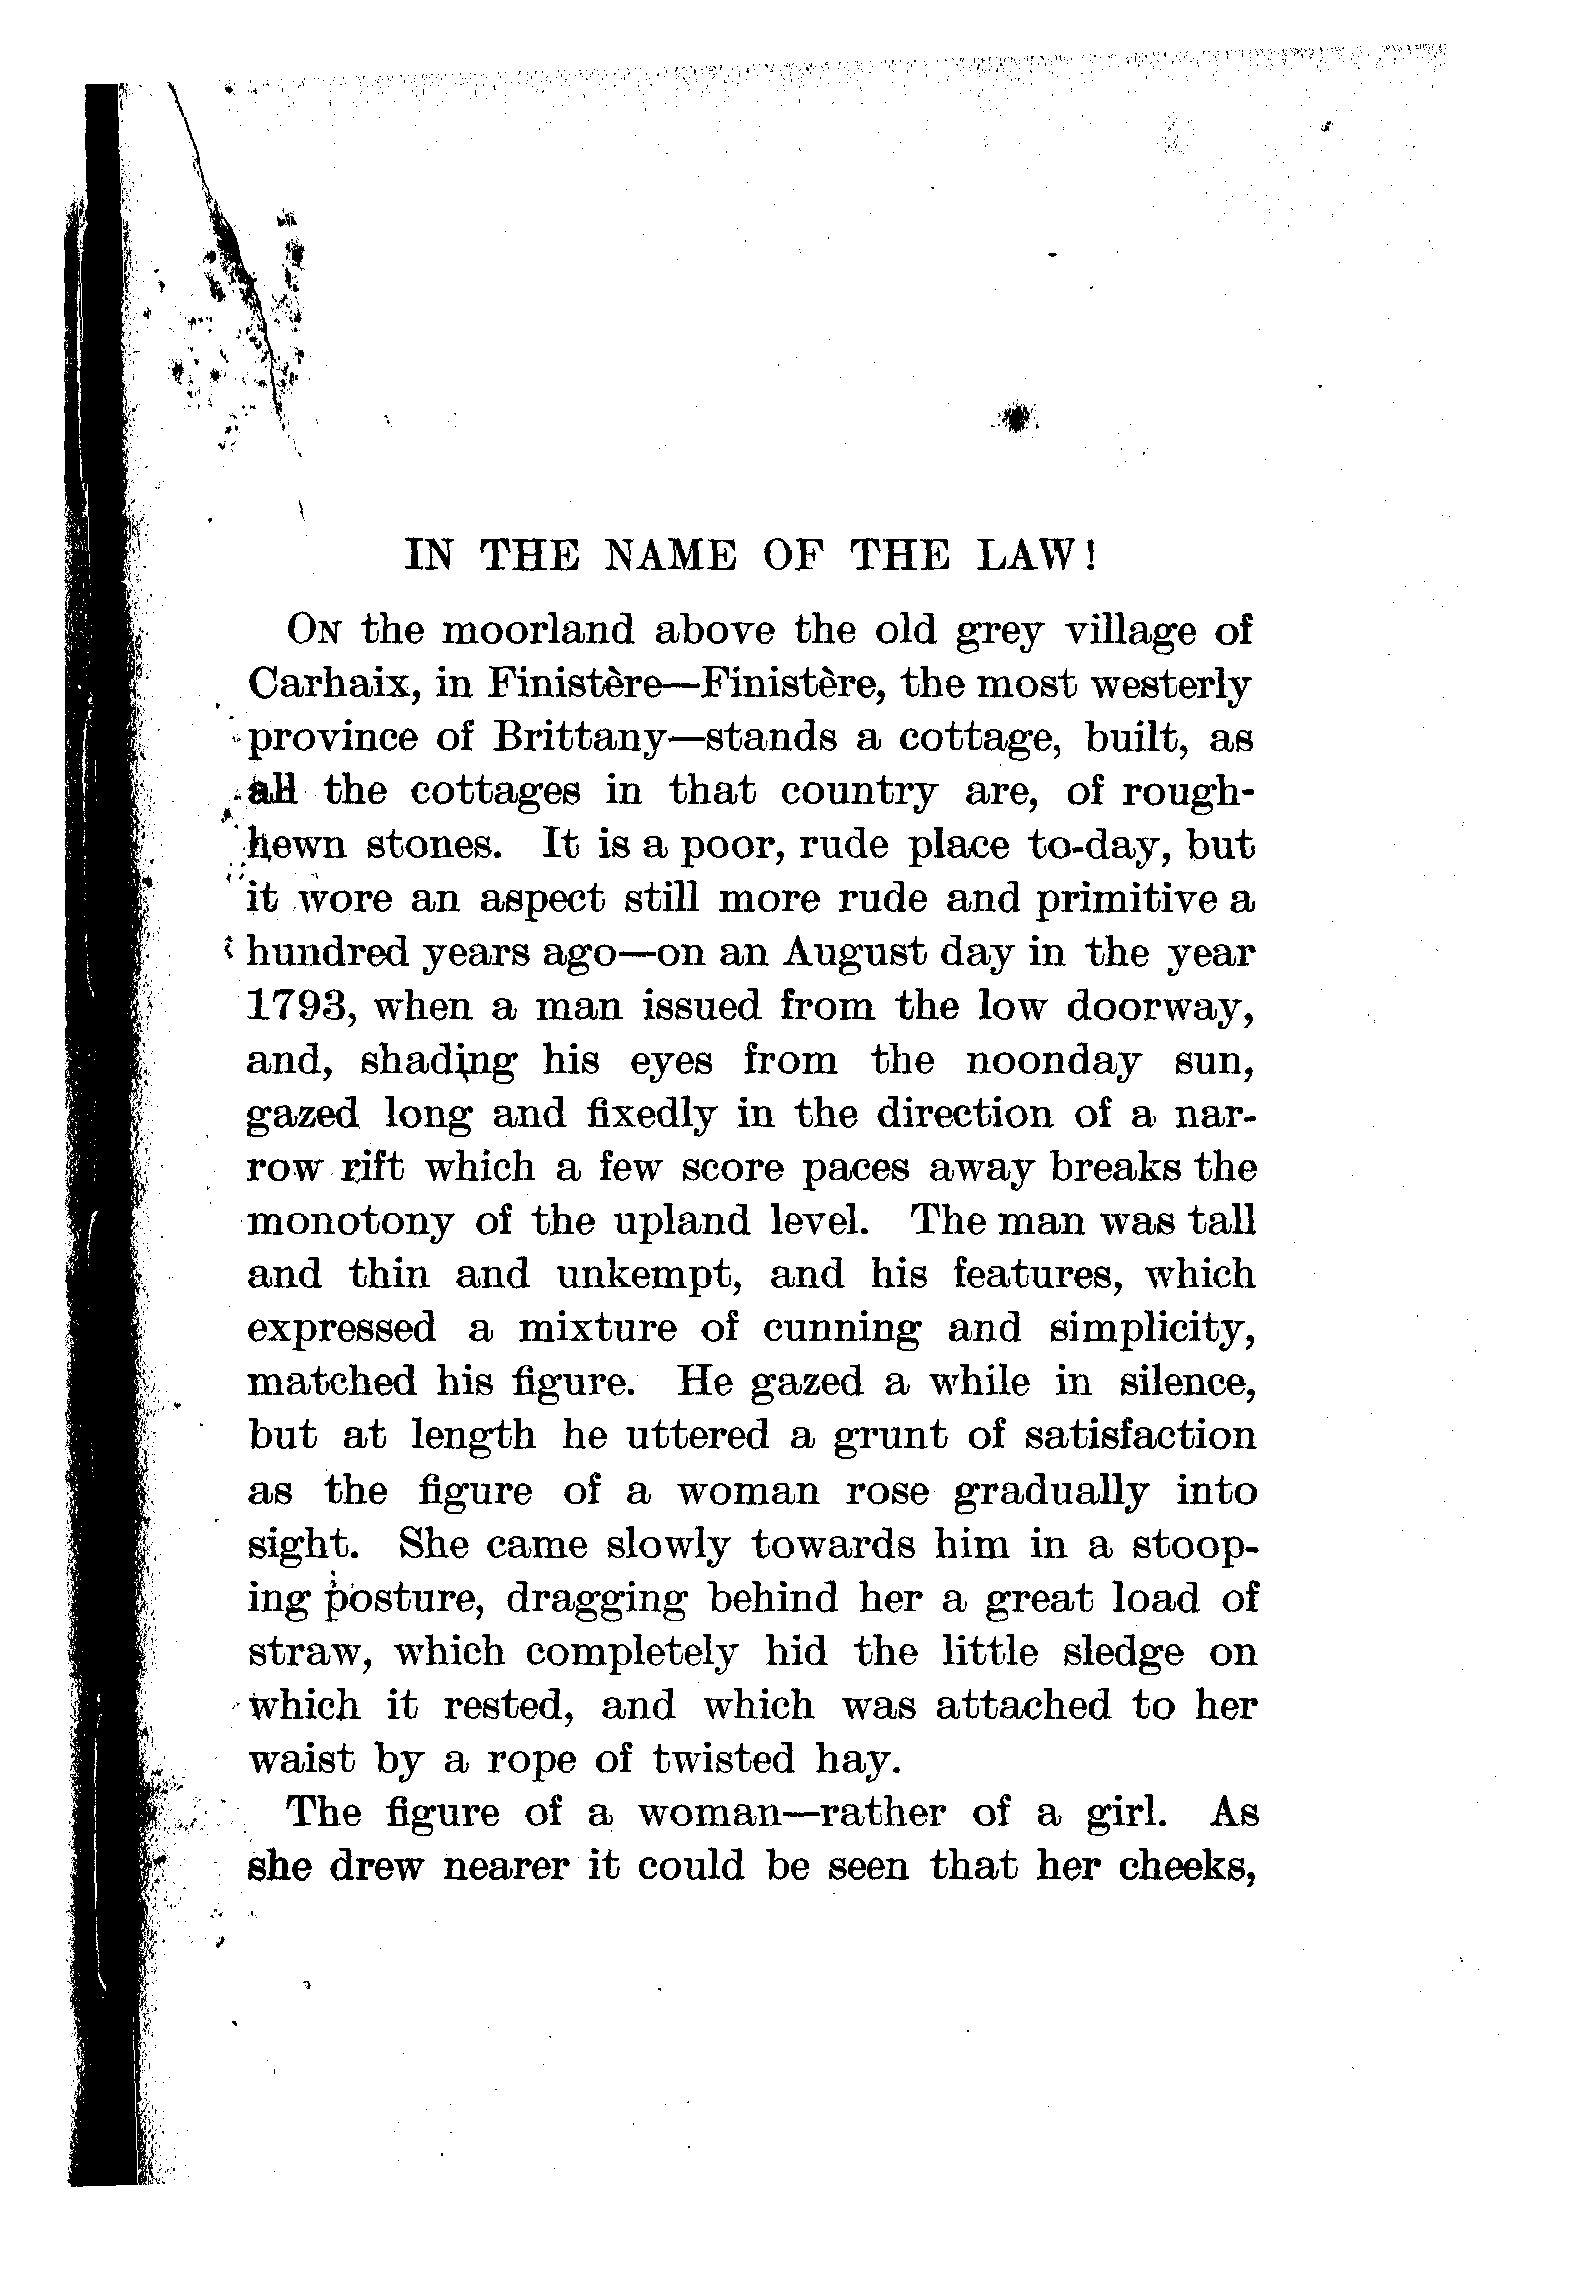 IN THE NAME OF THE LAW!
ON the moorland above the old grey village of
Carhaix, in Finistère—Finistère, the most westerly
province of Brittany—stands a cottage, built, as
all the cottages in that country are, of rough-
hewn stones. It is a poor, rude place to-day, but
it wore an aspect still more rude and primitive a
hundred years ago—on an August day in the year
1793, when a man issued from the low doorway,
and, shading his eyes from the noonday sun,
gazed long and fixedly in the direction of a nar-
row rift which a few score paces away breaks the
monotony of the upland level. The man was tall
and thin and unkempt, and his features, which
expressed a mixture of cunning and simplicity,
matched his figure. He gazed a while in silence,
but at length he uttered a grunt of satisfaction
as the figure of a woman rose gradually into
sight. She came slowly towards him in a stoop-
ing posture, dragging behind her a great load of
straw, which completely hid the little sledge on
which it rested, and which was attached to her
waist by a rope of twisted hay.
The figure of a woman—rather of a girl. As
she drew nearer it could be seen that her cheeks,